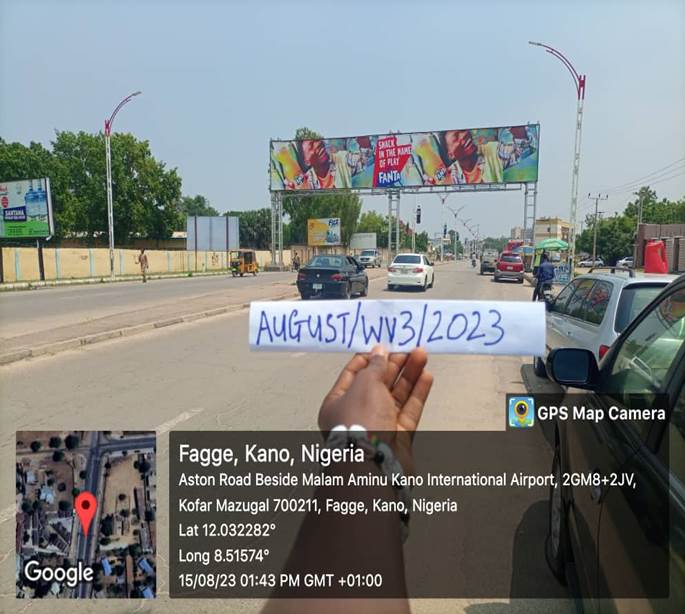 SNACK
IN THE NAME
OF PLAY
FANTA
SANTANA
AUGUST/WV3/2023
GPS Map Camera
Fagge, Kano, Nigeria
Aston Road Beside Malam Aminu Kano International Airport, 2GM8+2JV,
Kofar Mazugal 700211, Fagge, Kano, Nigeria
Lat 12.032282°
Long 8.51574°
15/08/23 01:43 PM GMT +01:00
Google